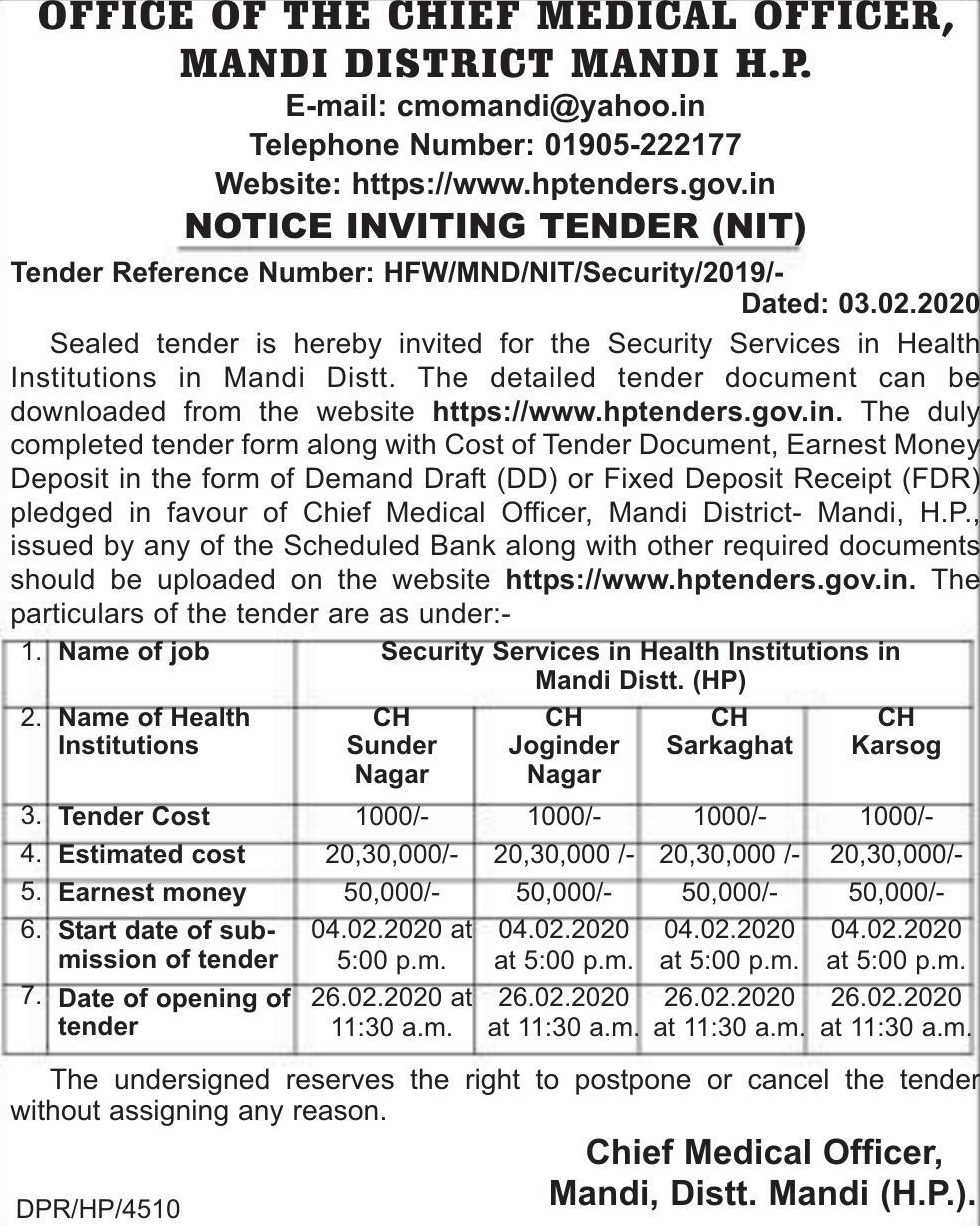 OFFICE OF THE CHIEF MEDICAL OFFICER,
MANDI DISTRICT MANDI H.P.
E-mail: cmomandi@yahoo.in
Telephone Number: 01905-222177
Website: https://www.hptenders.gov.in
NOTICE INVITING TENDER (NIT)
Tender Reference Number: HFW/MND/NIT/Security/2019/-
Dated: 03.02.2020
Sealed tender is hereby invited for the Security Services in Health
Institutions in Mandi Distt. The detailed tender document can be
downloaded from the website https://www.hptenders.gov.in. The duly
completed tender form along with Cost of Tender Document, Earnest Money
Deposit in the form of Demand Draft (DD) or Fixed Deposit Receipt (FDR)
pledged in favour of Chief Medical Officer, Mandi District- Mandi, H.P.,
issued by any of the Scheduled Bank along with other required documents
should be uploaded on the website https://www.hptenders.gov.in. The
particulars of the tender are as under:-
1. Name of job Security Services in Health Institutions in
Mandi Distt. (HP)
2. Name of Health CH CH CH CH
Institutions Sunder Joginder Sarkaghat Karsog
Nagar Nagar
3. Tender Cost 1000/- 1000/- 1000/- 1000/-
4. Estimated cost 20,30,000/- 20,30,000 /- 20,30,000 /- 20,30,000/-
5. Earnest money 50,000/- 50,000/- 50,000/- 50,000/-
6. Start date of sub- 04.02.2020 at 04.02.2020 04.02.2020 04.02.2020
mission of tender 5:00 p.m. at 5:00 p.m. at 5:00 p.m. at 5:00 p.m.
7. Date of opening of 26.02.2020 at 26.02.2020 26.02.2020 26.02.2020
tender 11:30 a.m. at 11:30 a.m. at 11:30 a.m. at 11:30 a.m.
The undersigned reserves the right to postpone or cancel the tender
without assigning any reason.
Chief Medical Officer,
Mandi, Distt. Mandi (H.P.).
DPR/HP/4510